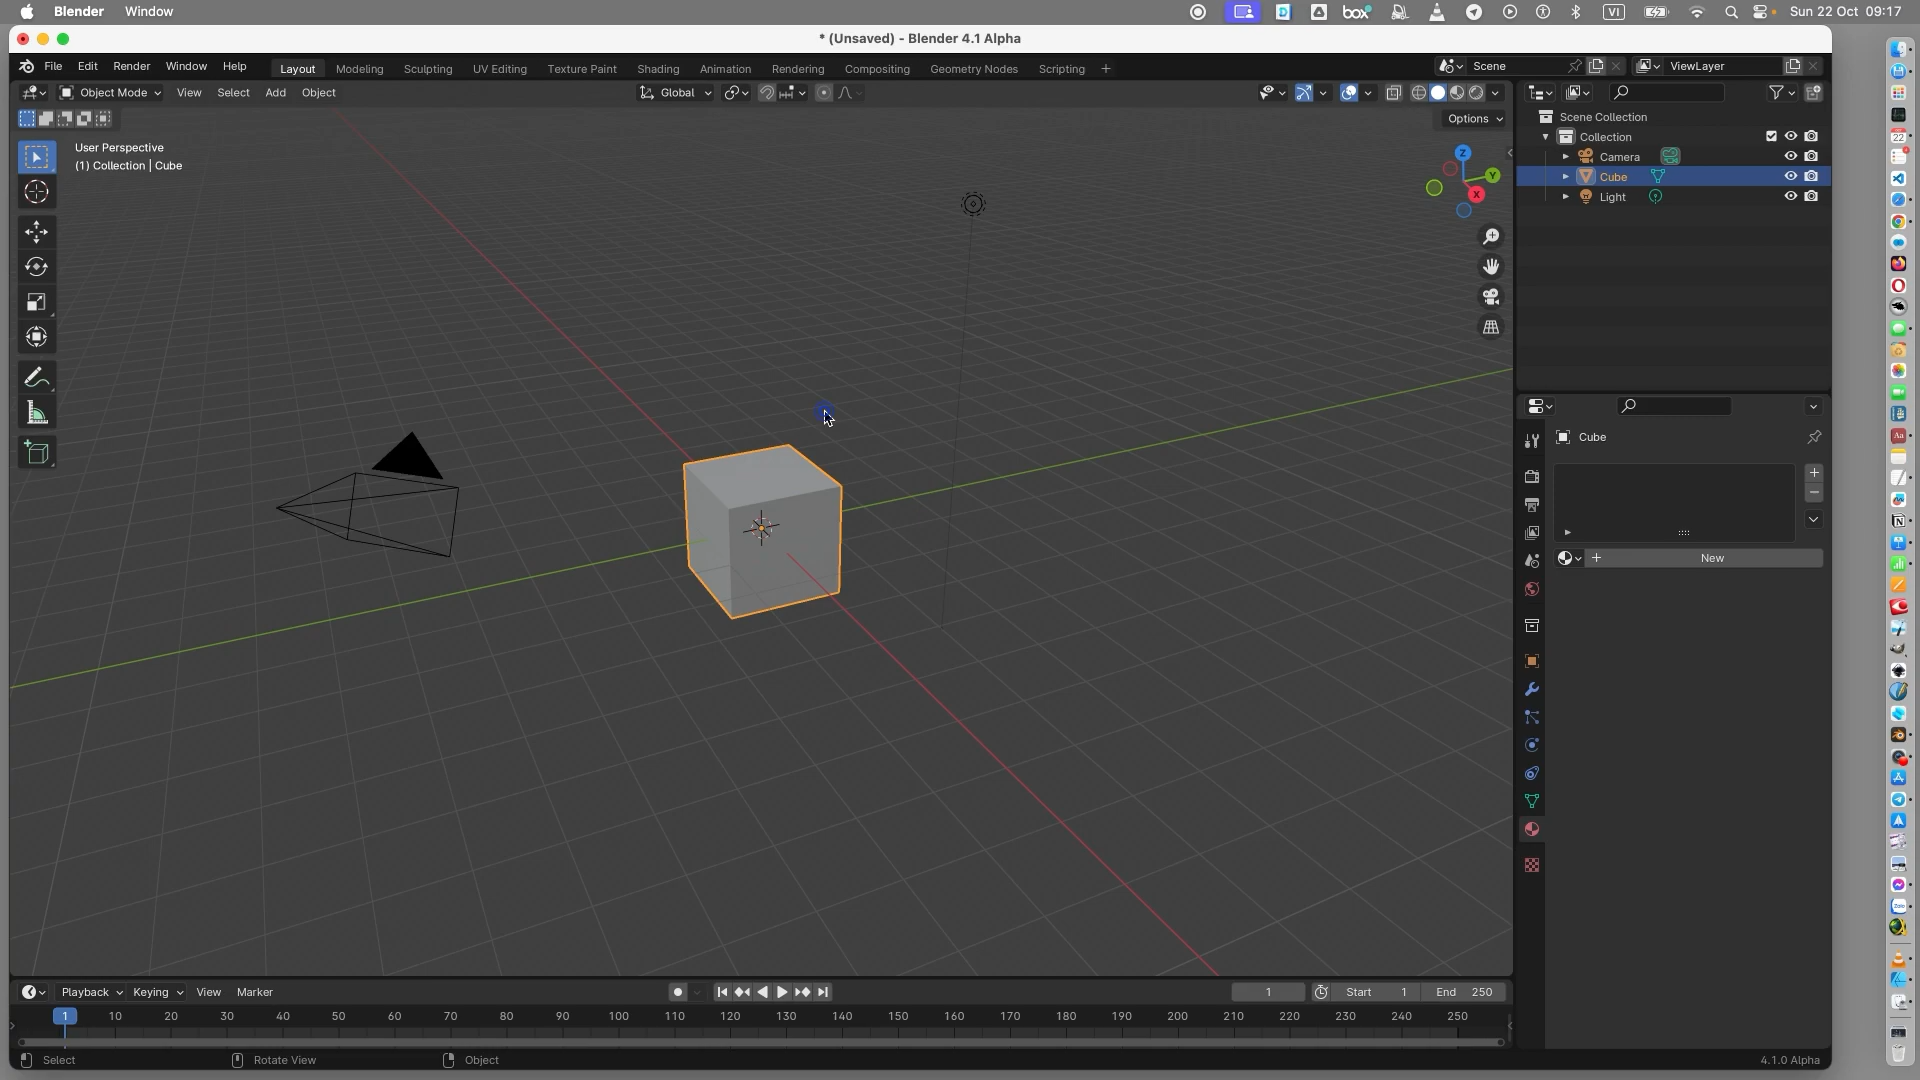 Blender Window
box
VI
Sun 22 Oct 09:17
* (Unsaved) - Blender 4.1 Alpha
File Edit Render Window Help
Layout Modeling Sculpting UV Editing Texture Paint Shading Animation Rendering Compositing Geometry Nodes Scripting +
Scene
ViewLayer
Object Mode View Select Add Object
Global
Options
User Perspective
(1) Collection | Cube
Z
Y
X
Scene Collection
Collection
Camera
Cube
Light
Cube
New
Playback Keying View Marker
1
Start 1
End 250
1 10 20 30 40 50 60 70 80 90 100 110 120 130 140 150 160 170 180 190 200 210 220 230 240 250
Select
Rotate View
Object
4.1.0 Alpha